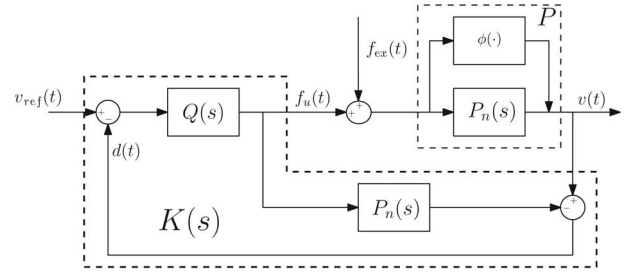 P
ϕ(·)
f_ex(t)
v_ref(t)
+
−
Q(s)
f_u(t)
+
+
P_n(s)
v(t)
d(t)
K(s)
P_n(s)
−
+